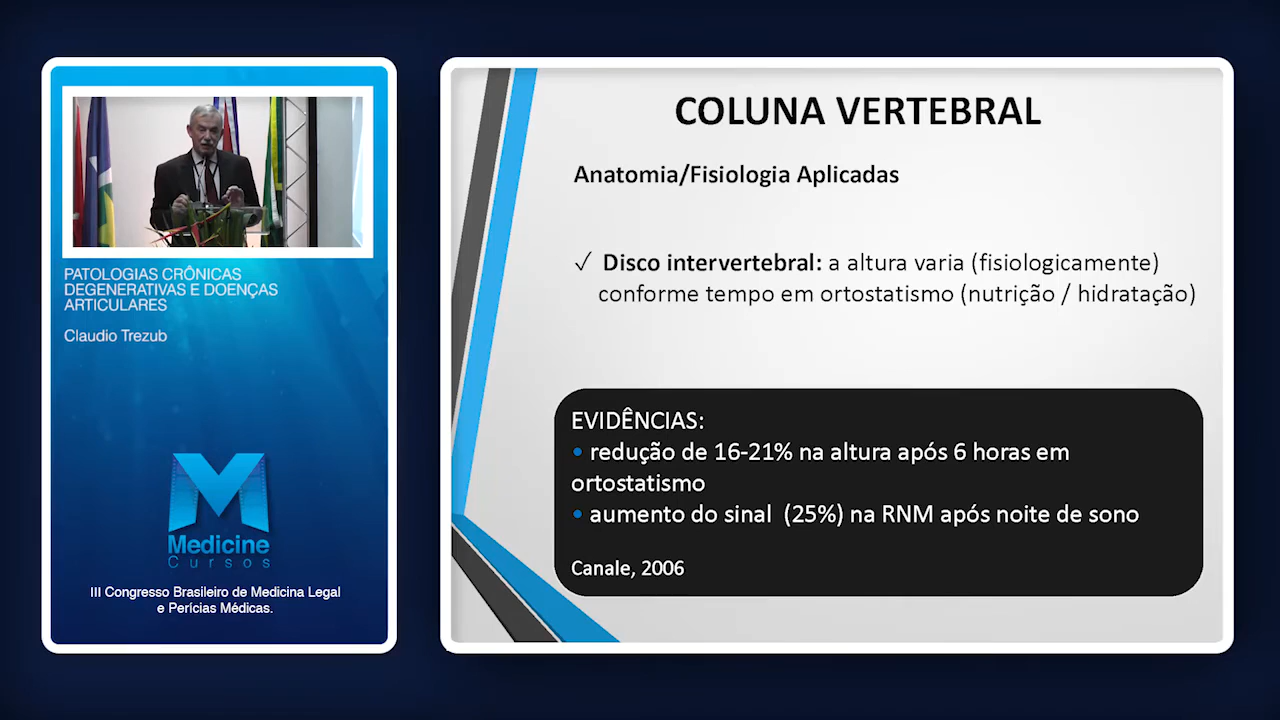 PATOLOGIAS CRÔNICAS
DEGENERATIVAS E DOENÇAS
ARTICULARES
Claudio Trezub
M
Medicine
Cursos
III Congresso Brasileiro de Medicina Legal
e Perícias Médicas.
COLUNA VERTEBRAL
Anatomia/Fisiologia Aplicadas
✓ Disco intervertebral: a altura varia (fisiologicamente)
conforme tempo em ortostatismo (nutrição / hidratação)
EVIDÊNCIAS:
• redução de 16-21% na altura após 6 horas em
ortostatismo
• aumento do sinal (25%) na RNM após noite de sono
Canale, 2006